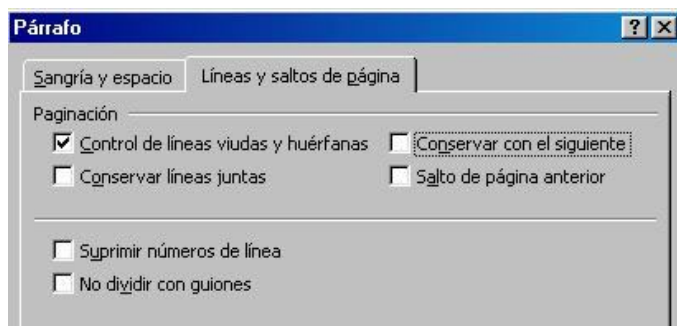 Párrafo
Sangría y espacio Líneas y saltos de página
Paginación
Control de líneas viudas y huérfanas Conservar con el siguiente
Conservar líneas juntas Salto de página anterior
Suprimir números de línea
No dividir con guiones